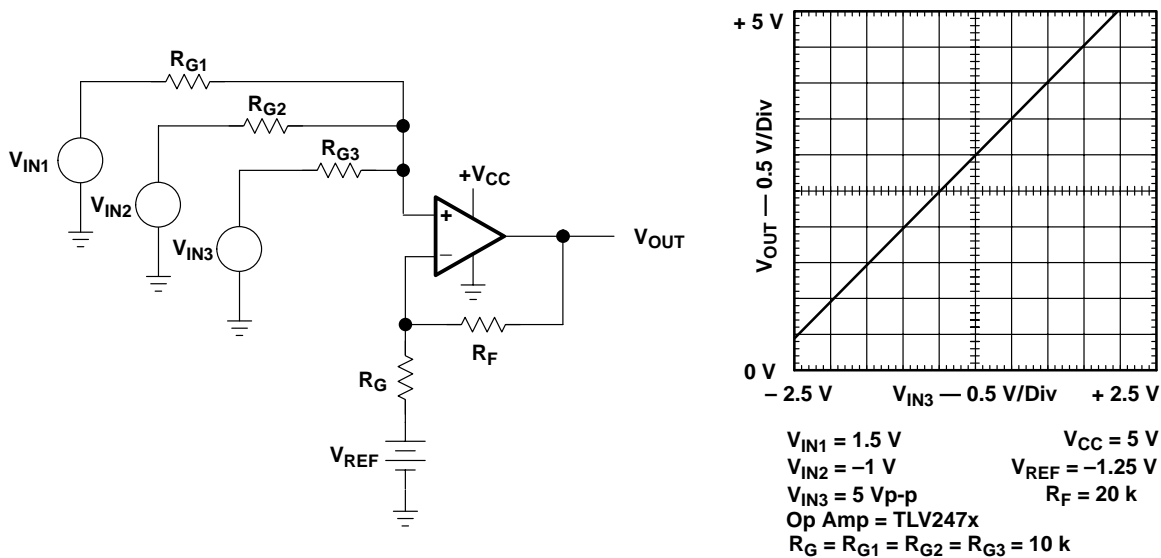 R_G1
R_G2
R_G3
V_IN1
V_IN2
V_IN3
+V_CC
+
–
V_OUT
R_F
R_G
V_REF
+ 5 V
V_OUT — 0.5 V/Div
0 V
– 2.5 V
V_IN3 — 0.5 V/Div
+ 2.5 V
V_IN1 = 1.5 V V_CC = 5 V
V_IN2 = –1 V V_REF = –1.25 V
V_IN3 = 5 Vp-p R_F = 20 k
Op Amp = TLV247x
R_G = R_G1 = R_G2 = R_G3 = 10 k